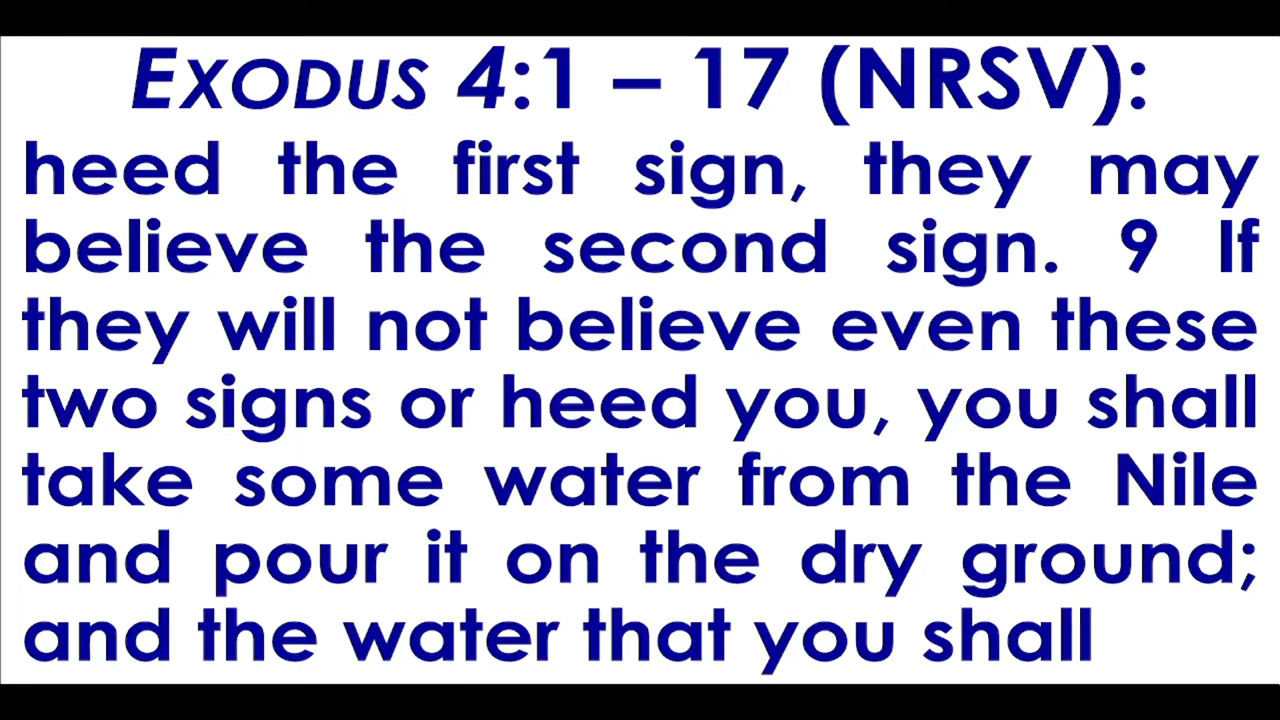 EXODUS 4:1 – 17 (NRSV):
heed the first sign, they may
believe the second sign. 9 If
they will not believe even these
two signs or heed you, you shall
take some water from the Nile
and pour it on the dry ground;
and the water that you shall